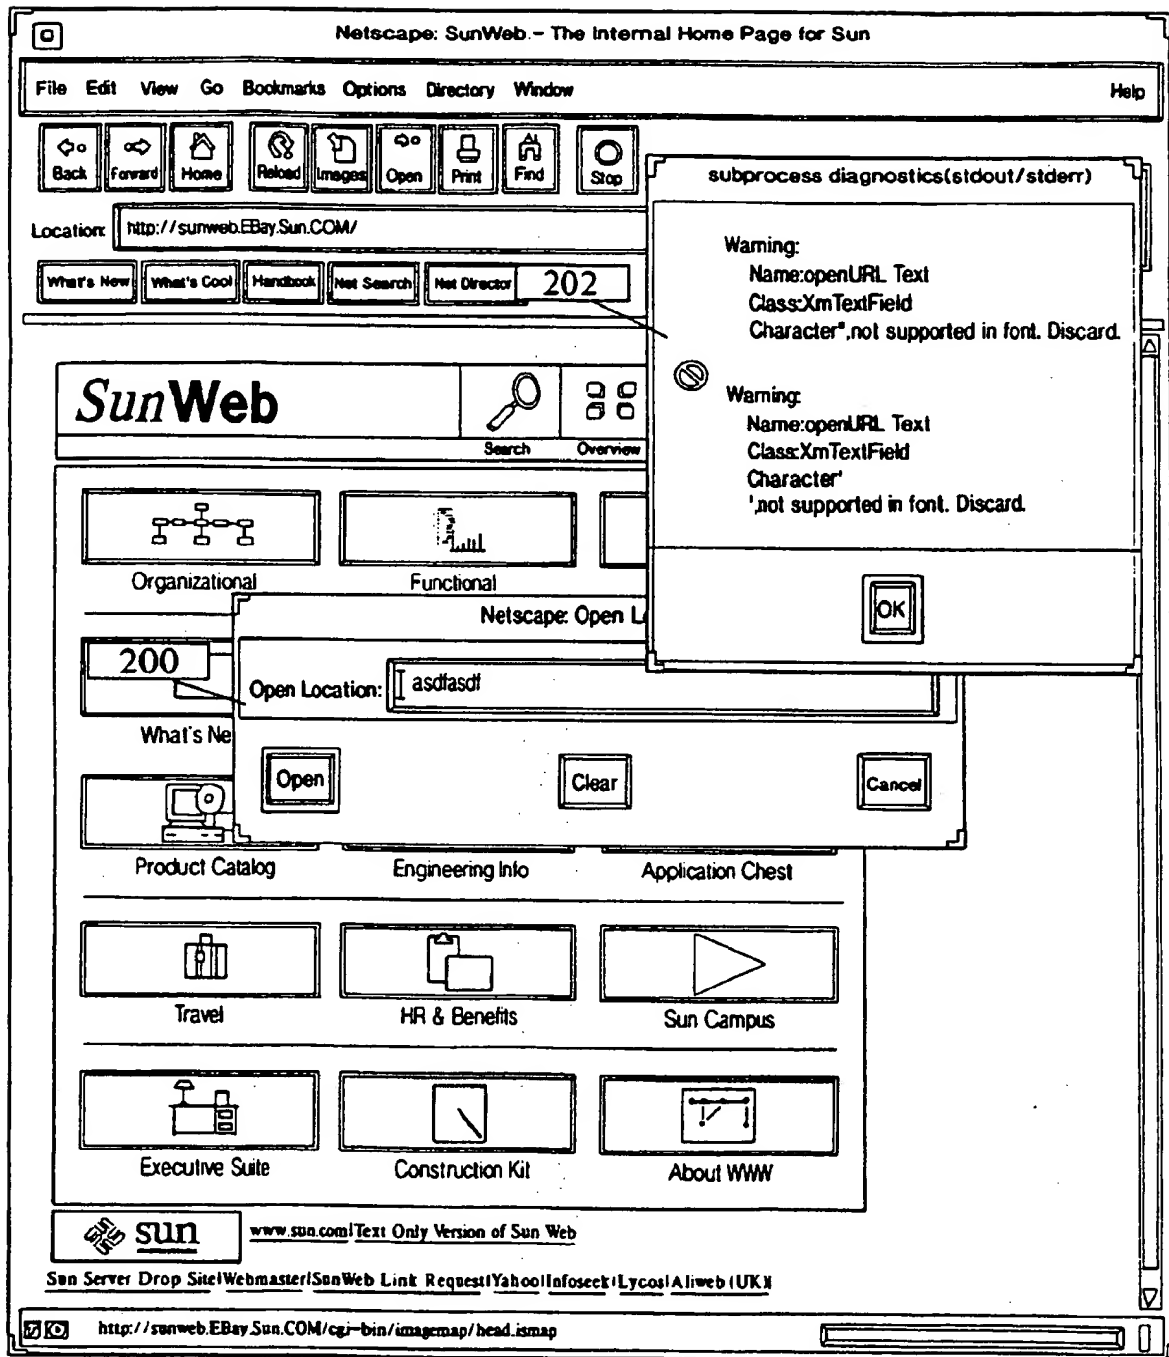 Netscape: SunWeb.- The Internal Home Page for Sun
File Edit View Go Bookmarks Options Directory Window Help
Back Forward Home Reload Images Open Print Find Stop
subprocess diagnostics(stdout/stderr)
Location: http://sunweb.EBay.Sun.COM/
What's New What's Cool Handbook Net Search Net Director
202
Warning:
Name:openURL Text
Class:XmTextField
Character",not supported in font. Discard.
Warning:
Name:openURL Text
Class:XmTextField
Character'
',not supported in font. Discard.
OK
SunWeb
Search Overview
Organizational Functional
Netscape: Open L
200
Open Location: asdfasdf
What's Ne
Open Clear Cancel
Product Catalog Engineering Info Application Chest
Travel HR & Benefits Sun Campus
Executive Suite Construction Kit About WWW
sun www.sun.com|Text Only Version of Sun Web
Sun Server Drop Site|Webmaster|SunWeb Link Request|Yahoo|Infoseek|Lycos|Aliweb (UK)|
http://sunweb.EBay.Sun.COM/cgi-bin/imagemap/head.ismap